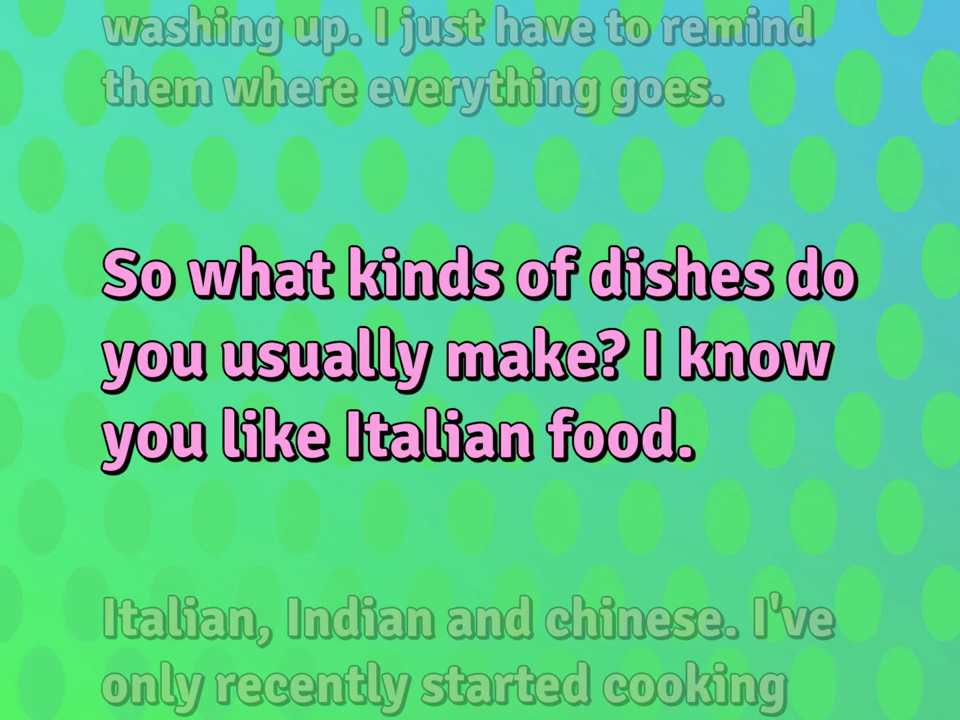 washing up. I just have to remind
them where everything goes.
So what kinds of dishes do
you usually make? I know
you like Italian food.
Italian, Indian and chinese. I've
only recently started cooking